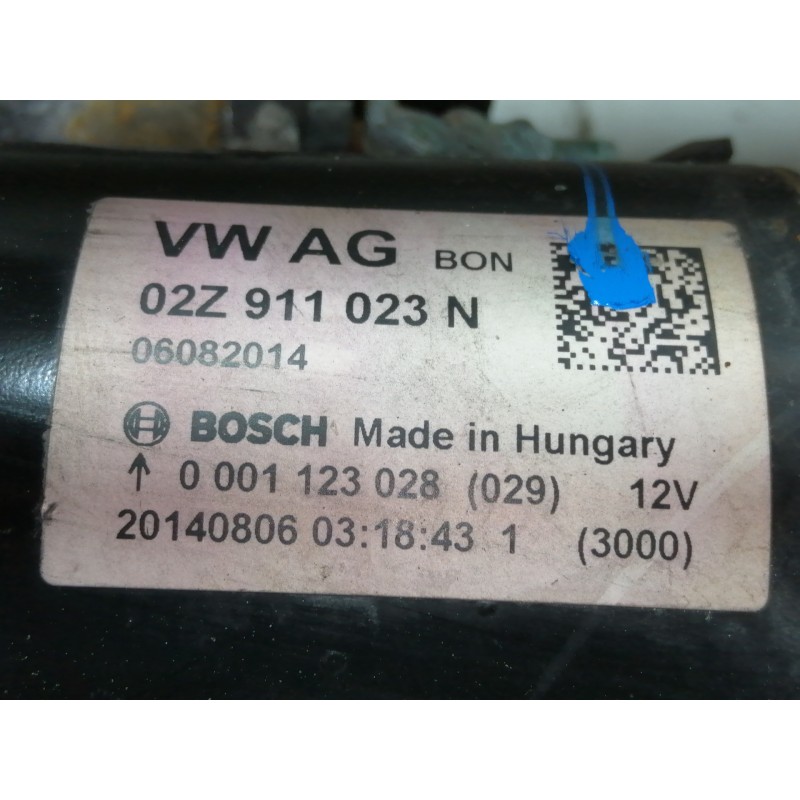 VW AG BON
02Z 911 023 N
06082014
BOSCH Made in Hungary
↑ 0 001 123 028 (029) 12V
20140806 03:18:43 1 (3000)